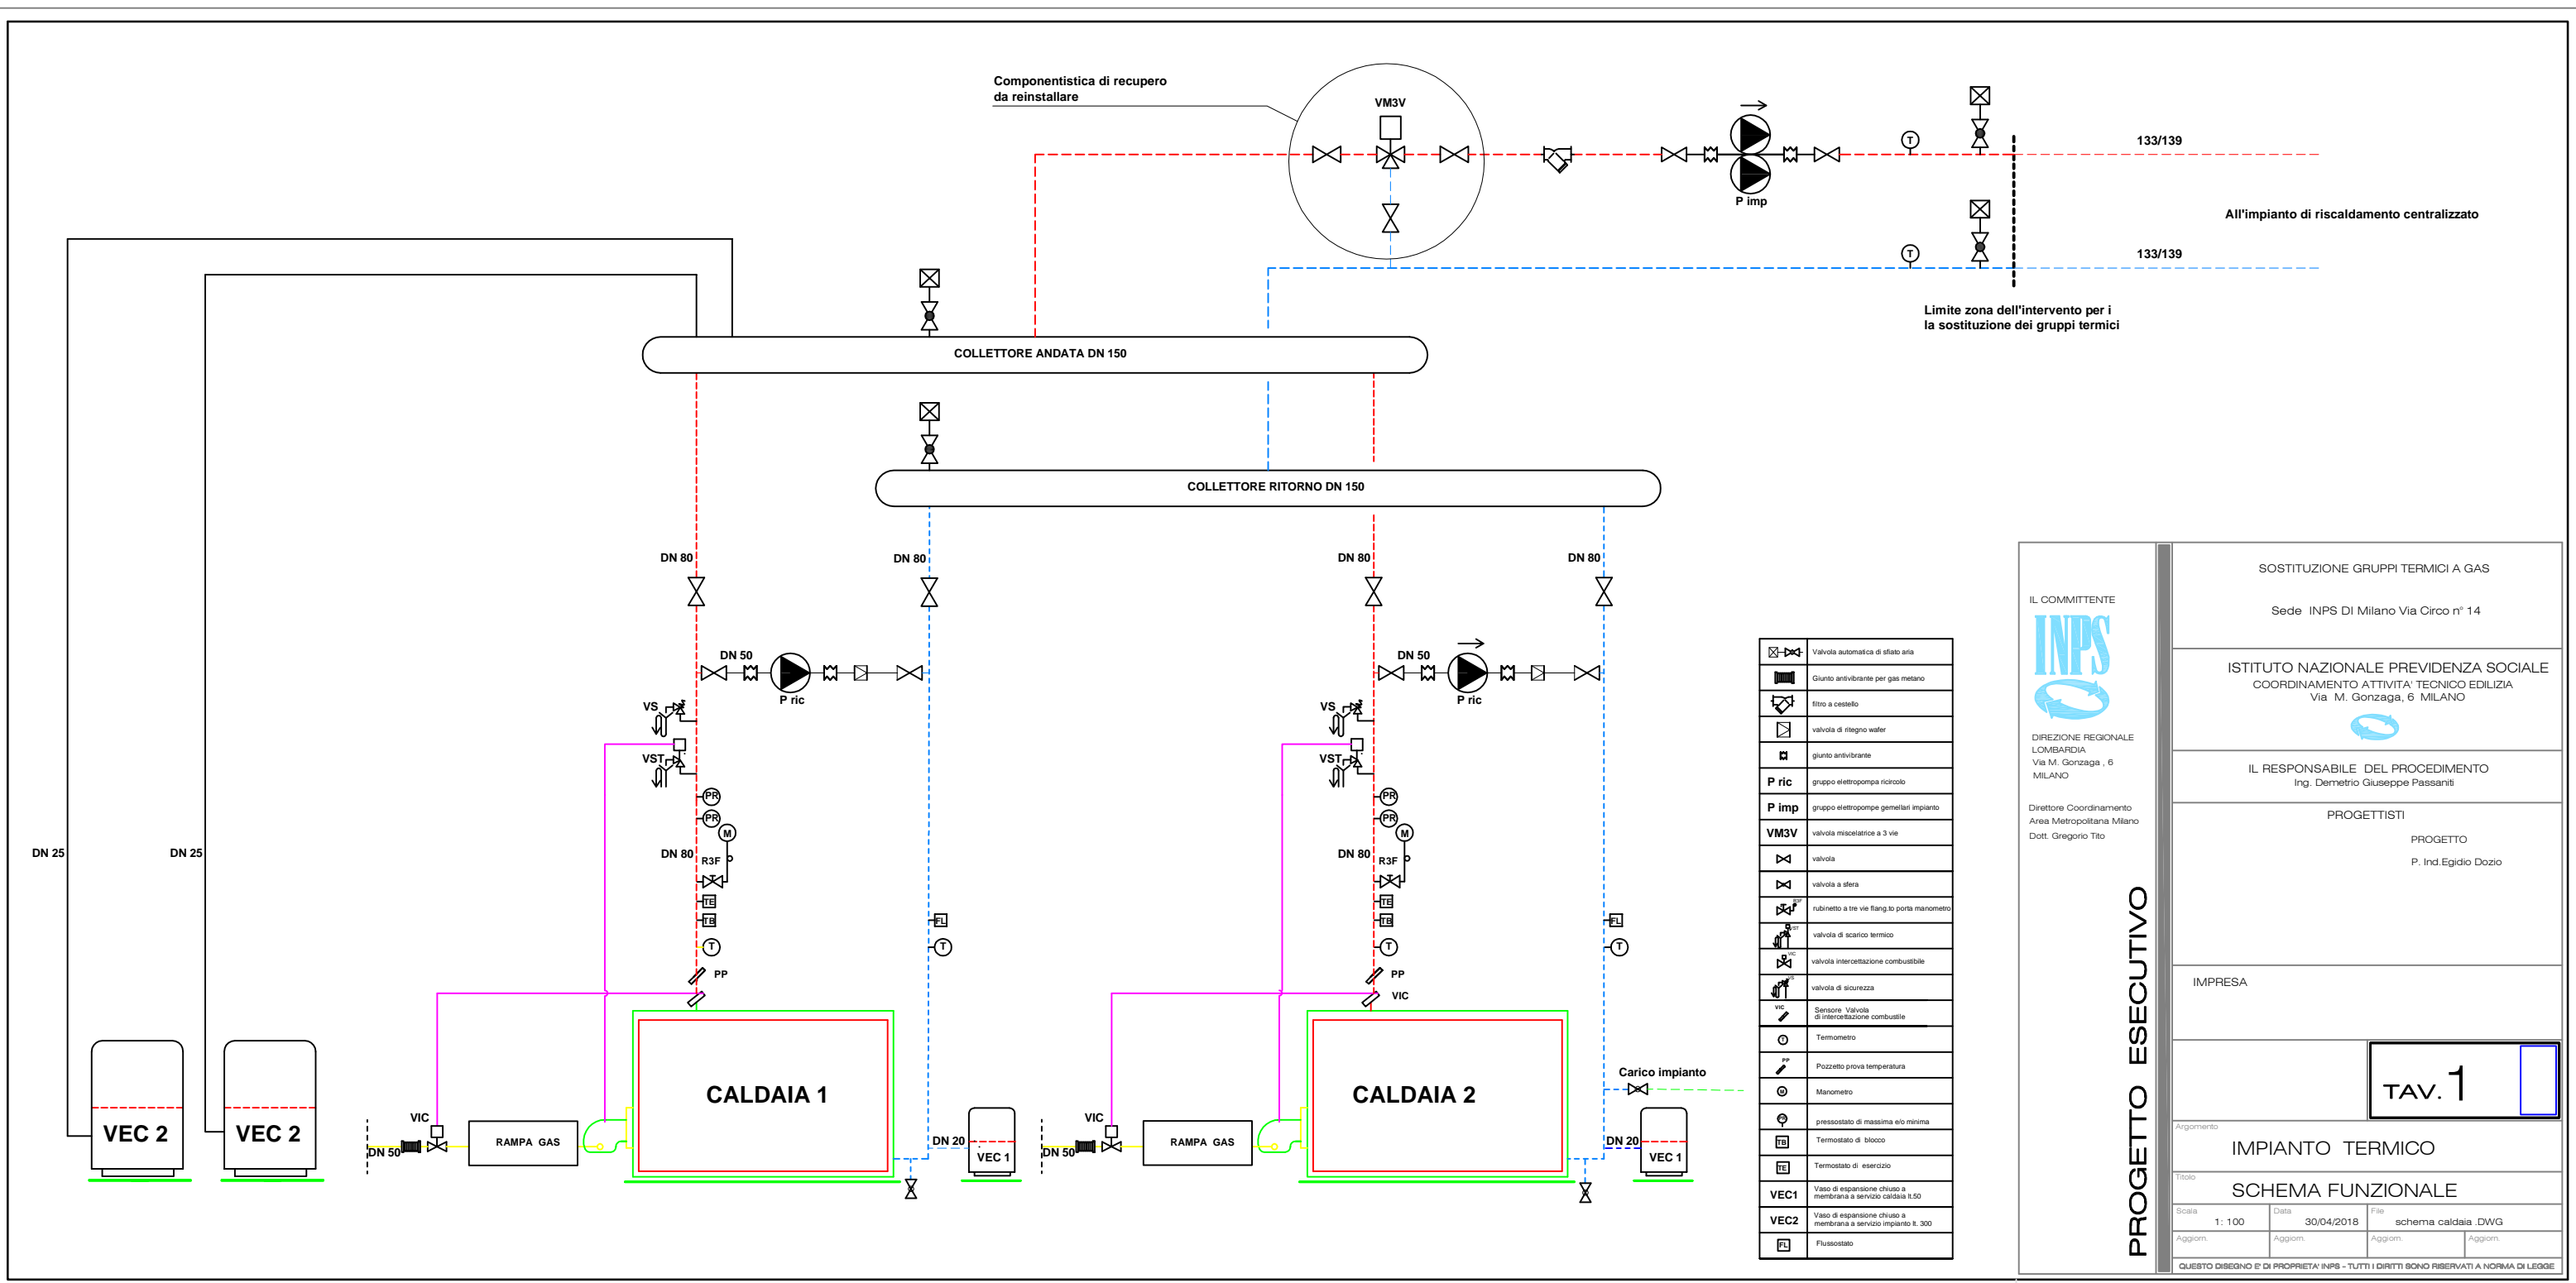 Componentistica di recupero
da reinstallare
VM3V
P imp
T
T
133/139
133/139
All'impianto di riscaldamento centralizzato
Limite zona dell'intervento per i
la sostituzione dei gruppi termici
COLLETTORE ANDATA DN 150
COLLETTORE RITORNO DN 150
DN 80
DN 80
DN 80
DN 80
DN 50
P ric
DN 50
P ric
VS
VST
VS
VST
PR
PR
M
DN 80
R3F
TE
TB
T
PP
FL
T
PR
PR
M
DN 80
R3F
TE
TB
T
PP
VIC
FL
T
DN 25
DN 25
VEC 2
VEC 2
DN 50
VIC
RAMPA GAS
CALDAIA 1
DN 20
VEC 1
DN 50
VIC
RAMPA GAS
CALDAIA 2
Carico impianto
DN 20
VEC 1
Valvola automatica di sfiato aria
Giunto antivibrante per gas metano
filtro a cestello
valvola di ritegno wafer
giunto antivibrante
P ric gruppo elettropompa ricircolo
P imp gruppo elettropompe gemellari impianto
VM3V valvola miscelatrice a 3 vie
valvola
valvola a sfera
R3F rubinetto a tre vie flang.to porta manometro
VST valvola di scarico termico
VIC valvola intercettazione combustibile
VS valvola di sicurezza
VIC Sensore Valvola
di intercettazione combustile
T Termometro
PP Pozzetto prova temperatura
M Manometro
PR pressostato di massima e/o minima
TB Termostato di blocco
TE Termostato di esercizio
VEC1 Vaso di espansione chiuso a
membrana a servizio caldaia lt.50
VEC2 Vaso di espansione chiuso a
membrana a servizio impianto lt. 300
FL Flussostato
IL COMMITTENTE
INPS
DIREZIONE REGIONALE
LOMBARDIA
Via M. Gonzaga , 6
MILANO
Direttore Coordinamento
Area Metropolitana Milano
Dott. Gregorio Tito
PROGETTO ESECUTIVO
SOSTITUZIONE GRUPPI TERMICI A GAS
Sede INPS DI Milano Via Circo n° 14
ISTITUTO NAZIONALE PREVIDENZA SOCIALE
COORDINAMENTO ATTIVITA' TECNICO EDILIZIA
Via M. Gonzaga, 6 MILANO
IL RESPONSABILE DEL PROCEDIMENTO
Ing. Demetrio Giuseppe Passaniti
PROGETTISTI
PROGETTO
P. Ind.Egidio Dozio
IMPRESA
TAV. 1
Argomento
IMPIANTO TERMICO
Titolo
SCHEMA FUNZIONALE
Scala
1: 100
Data
30/04/2018
File
schema caldaia .DWG
Aggiorn. Aggiorn. Aggiorn. Aggiorn.
QUESTO DISEGNO E' DI PROPRIETA' INPS - TUTTI I DIRITTI SONO RISERVATI A NORMA DI LEGGE